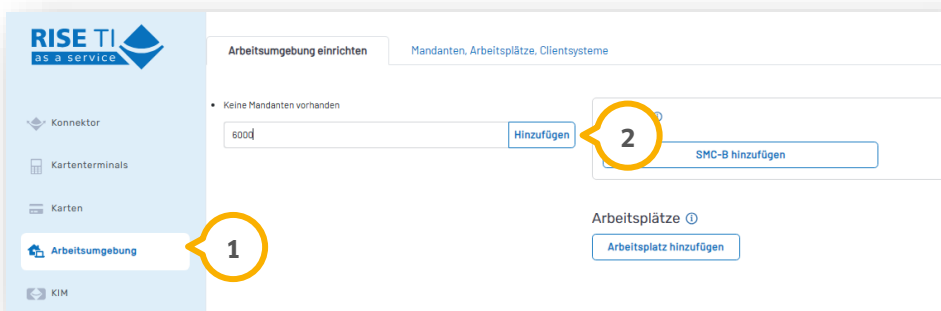 RISE TI
as a service
Arbeitsumgebung einrichten
Mandanten, Arbeitsplätze, Clientsysteme
Keine Mandanten vorhanden
Konnektor
6000
Hinzufügen
2
SMC-B hinzufügen
Kartenterminals
Karten
Arbeitsplätze
Arbeitsumgebung
1
Arbeitsplatz hinzufügen
KIM